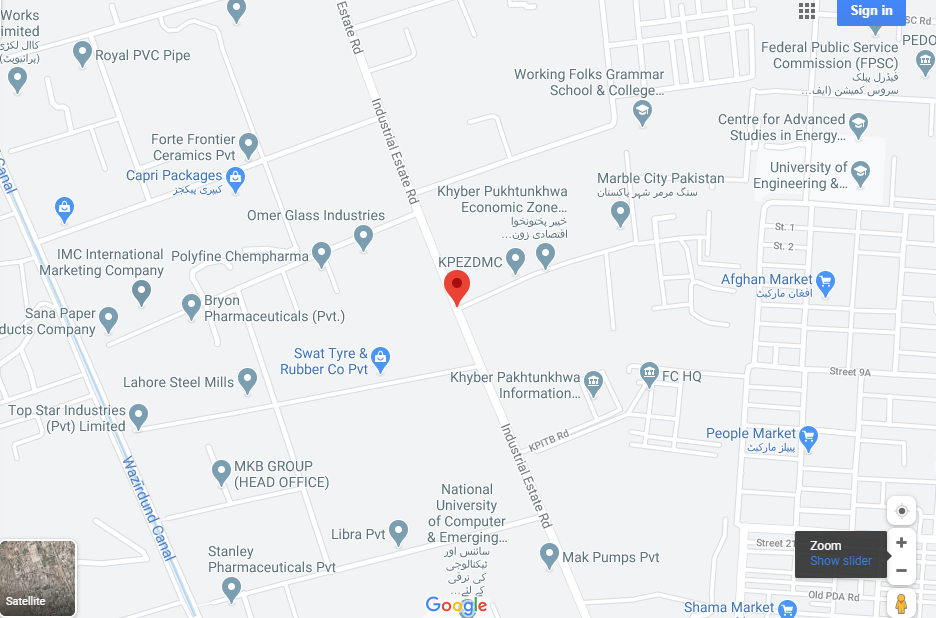 Works
imited
کاال لکڑی
(پرائیویٹ)
Royal PVC Pipe
Estate Rd
Sign in
SC Rd
PEDO
Federal Public Service
Commission (FPSC)
فیڈرل پبلک
سروس کمیشن (ایف...
Working Folks Grammar
School & College...
Centre for Advanced
Studies in Energy...
Industrial Estate Rd
Forte Frontier
Ceramics Pvt
Capri Packages
کیپری پیکجز
Canal
University of
Engineering &...
Khyber Pukhtunkhwa
Economic Zone...
خیبر پختونخوا
اقتصادی زون...
Marble City Pakistan
سنگ مرمر شہر پاکستان
Omer Glass Industries
St. 1
St. 2
IMC International
Marketing Company
Polyfine Chempharma
KPEZDMC
Afghan Market
افغان مارکیٹ
Sana Paper
ducts Company
Bryon
Pharmaceuticals (Pvt.)
Swat Tyre &
Rubber Co Pvt
Lahore Steel Mills
Khyber Pakhtunkhwa
Information...
FC HQ
Street 9A
Top Star Industries
(Pvt) Limited
KPITB Rd
People Market
پیپلز مارکیٹ
Industrial Estate Rd
Wazirdund Canal
MKB GROUP
(HEAD OFFICE)
National
University
of Computer
& Emerging...
سائنس اور
ٹیکنالوجی
کی ترقی
کے لئے...
Libra Pvt
Stanley
Pharmaceuticals Pvt
Mak Pumps Pvt
Street 21
Zoom
Show slider
Old PDA Rd
Shama Market
Satellite
Google